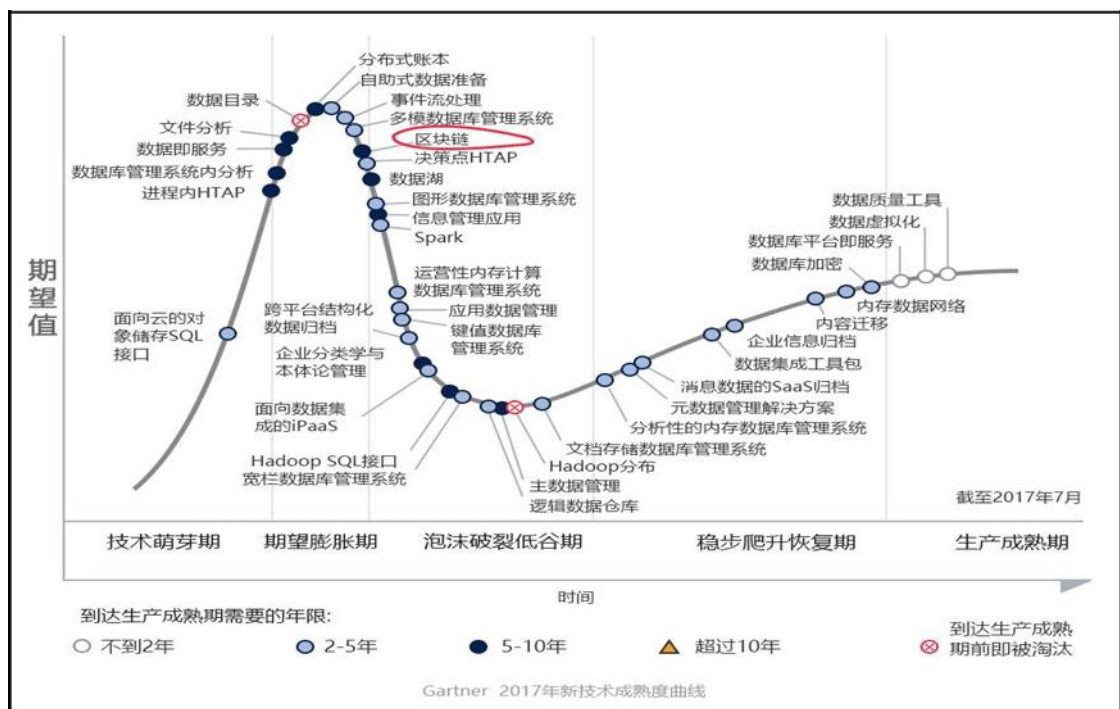 分布式账本
自助式数据准备
数据目录
事件流处理
多模数据库管理系统
文件分析
区块链
数据即服务
决策点HTAP
数据库管理系统内分析
数据湖
进程内HTAP
图形数据库管理系统
信息管理应用
Spark
数据质量工具
数据虚拟化
数据库平台即服务
数据库加密
期望值
运营性内存计算
数据库管理系统
跨平台结构化
数据归档
应用数据管理
键值数据库
管理系统
面向云的对
象储存SQL
接口
内存数据网络
内容迁移
企业信息归档
企业分类学与
本体论管理
数据集成工具包
消息数据的SaaS归档
面向数据集
成的iPaaS
元数据管理解决方案
分析性的内存数据库管理系统
文档存储数据库管理系统
Hadoop SQL接口
Hadoop分布
宽栏数据库管理系统
主数据管理
逻辑数据仓库
截至2017年7月
技术萌芽期
期望膨胀期
泡沫破裂低谷期
稳步爬升恢复期
生产成熟期
时间
到达生产成熟期需要的年限:
不到2年
2-5年
5-10年
超过10年
到达生产成熟
期前即被淘汰
Gartner 2017年新技术成熟度曲线